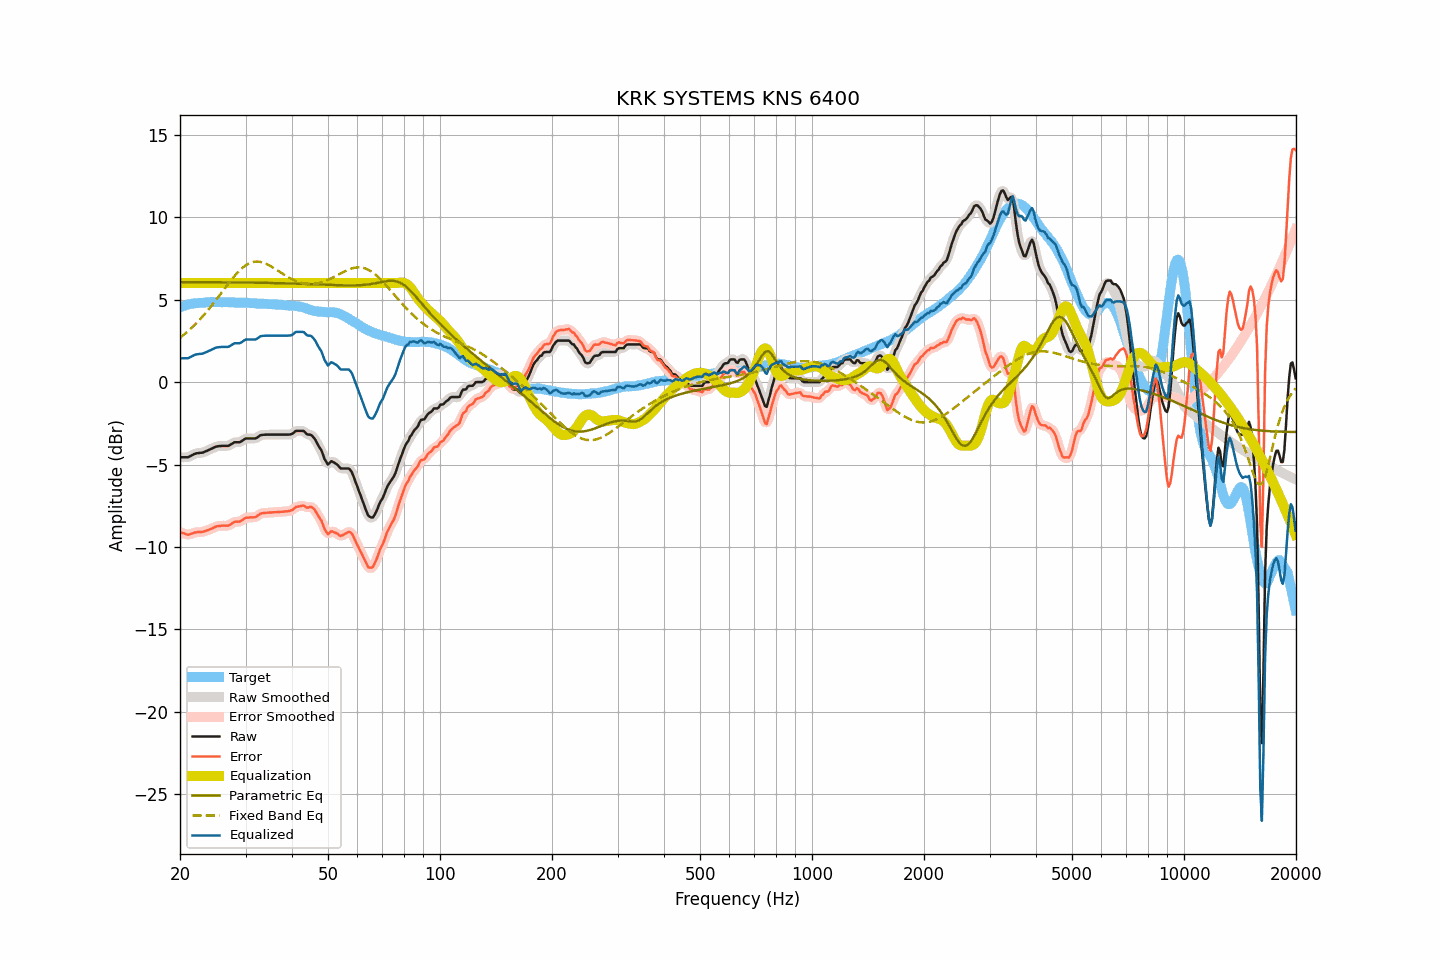 KRK SYSTEMS KNS 6400
15
10
5
0
−5
−10
−15
−20
−25
Amplitude (dBr)
Target
Raw Smoothed
Error Smoothed
Raw
Error
Equalization
Parametric Eq
Fixed Band Eq
Equalized
20 50 100 200 500 1000 2000 5000 10000 20000
Frequency (Hz)